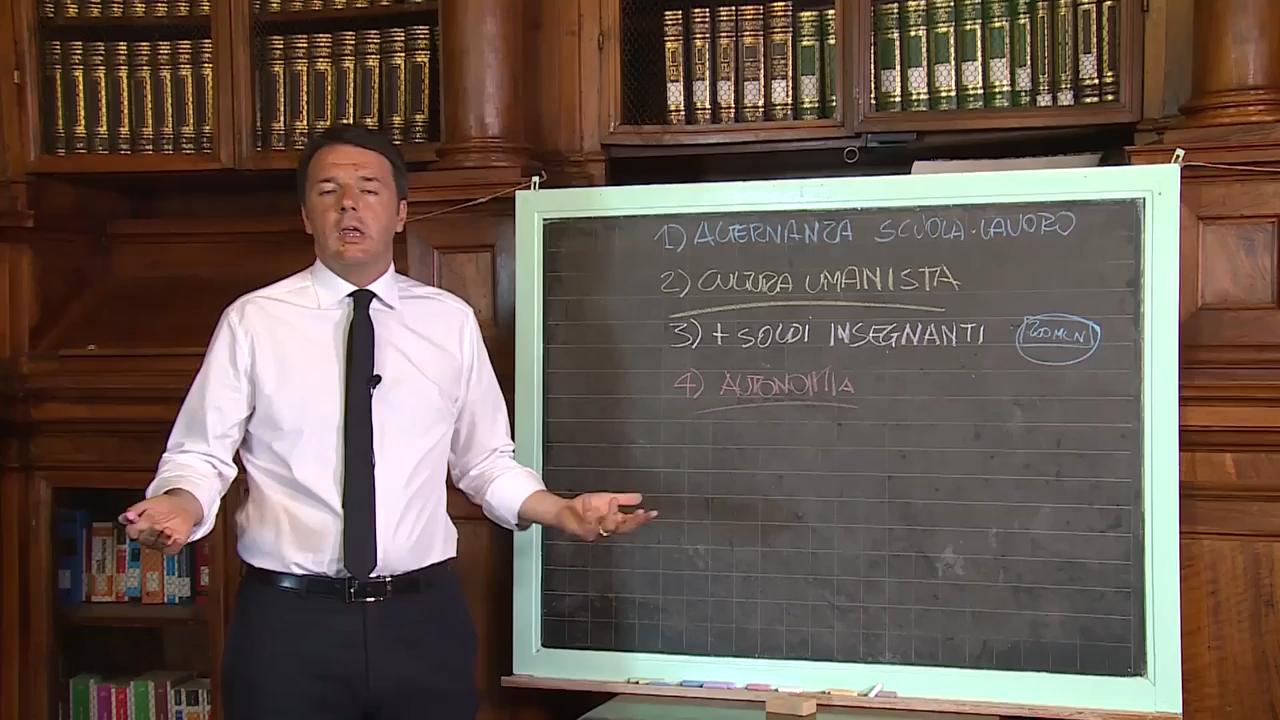 1) ALTERNANZA SCUOLA-LAVORO
2) CULTURA UMANISTA
3) + SOLDI INSEGNANTI 200 MLN
4) AUTONOMIA